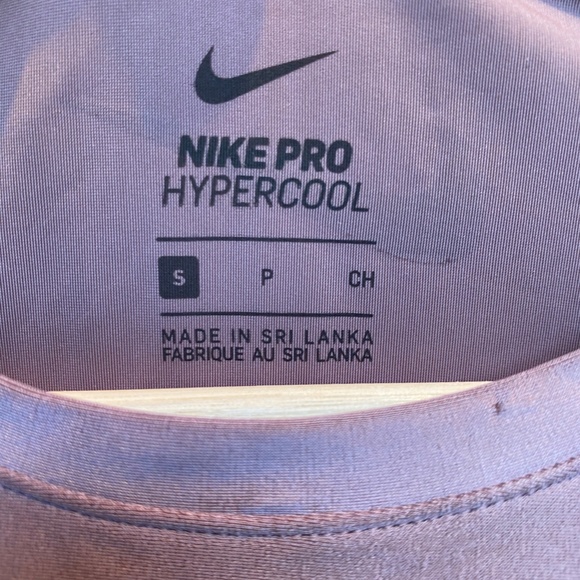 NIKE PRO
HYPERCOOL
S P CH
MADE IN SRI LANKA
FABRIQUE AU SRI LANKA